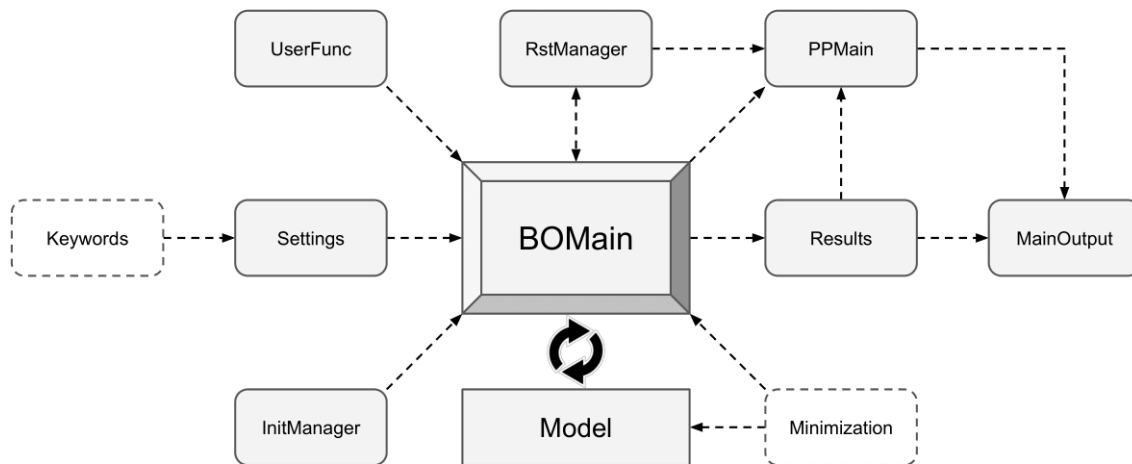 UserFunc
RstManager
PPMain
Keywords
Settings
BOMain
Results
MainOutput
InitManager
Model
Minimization